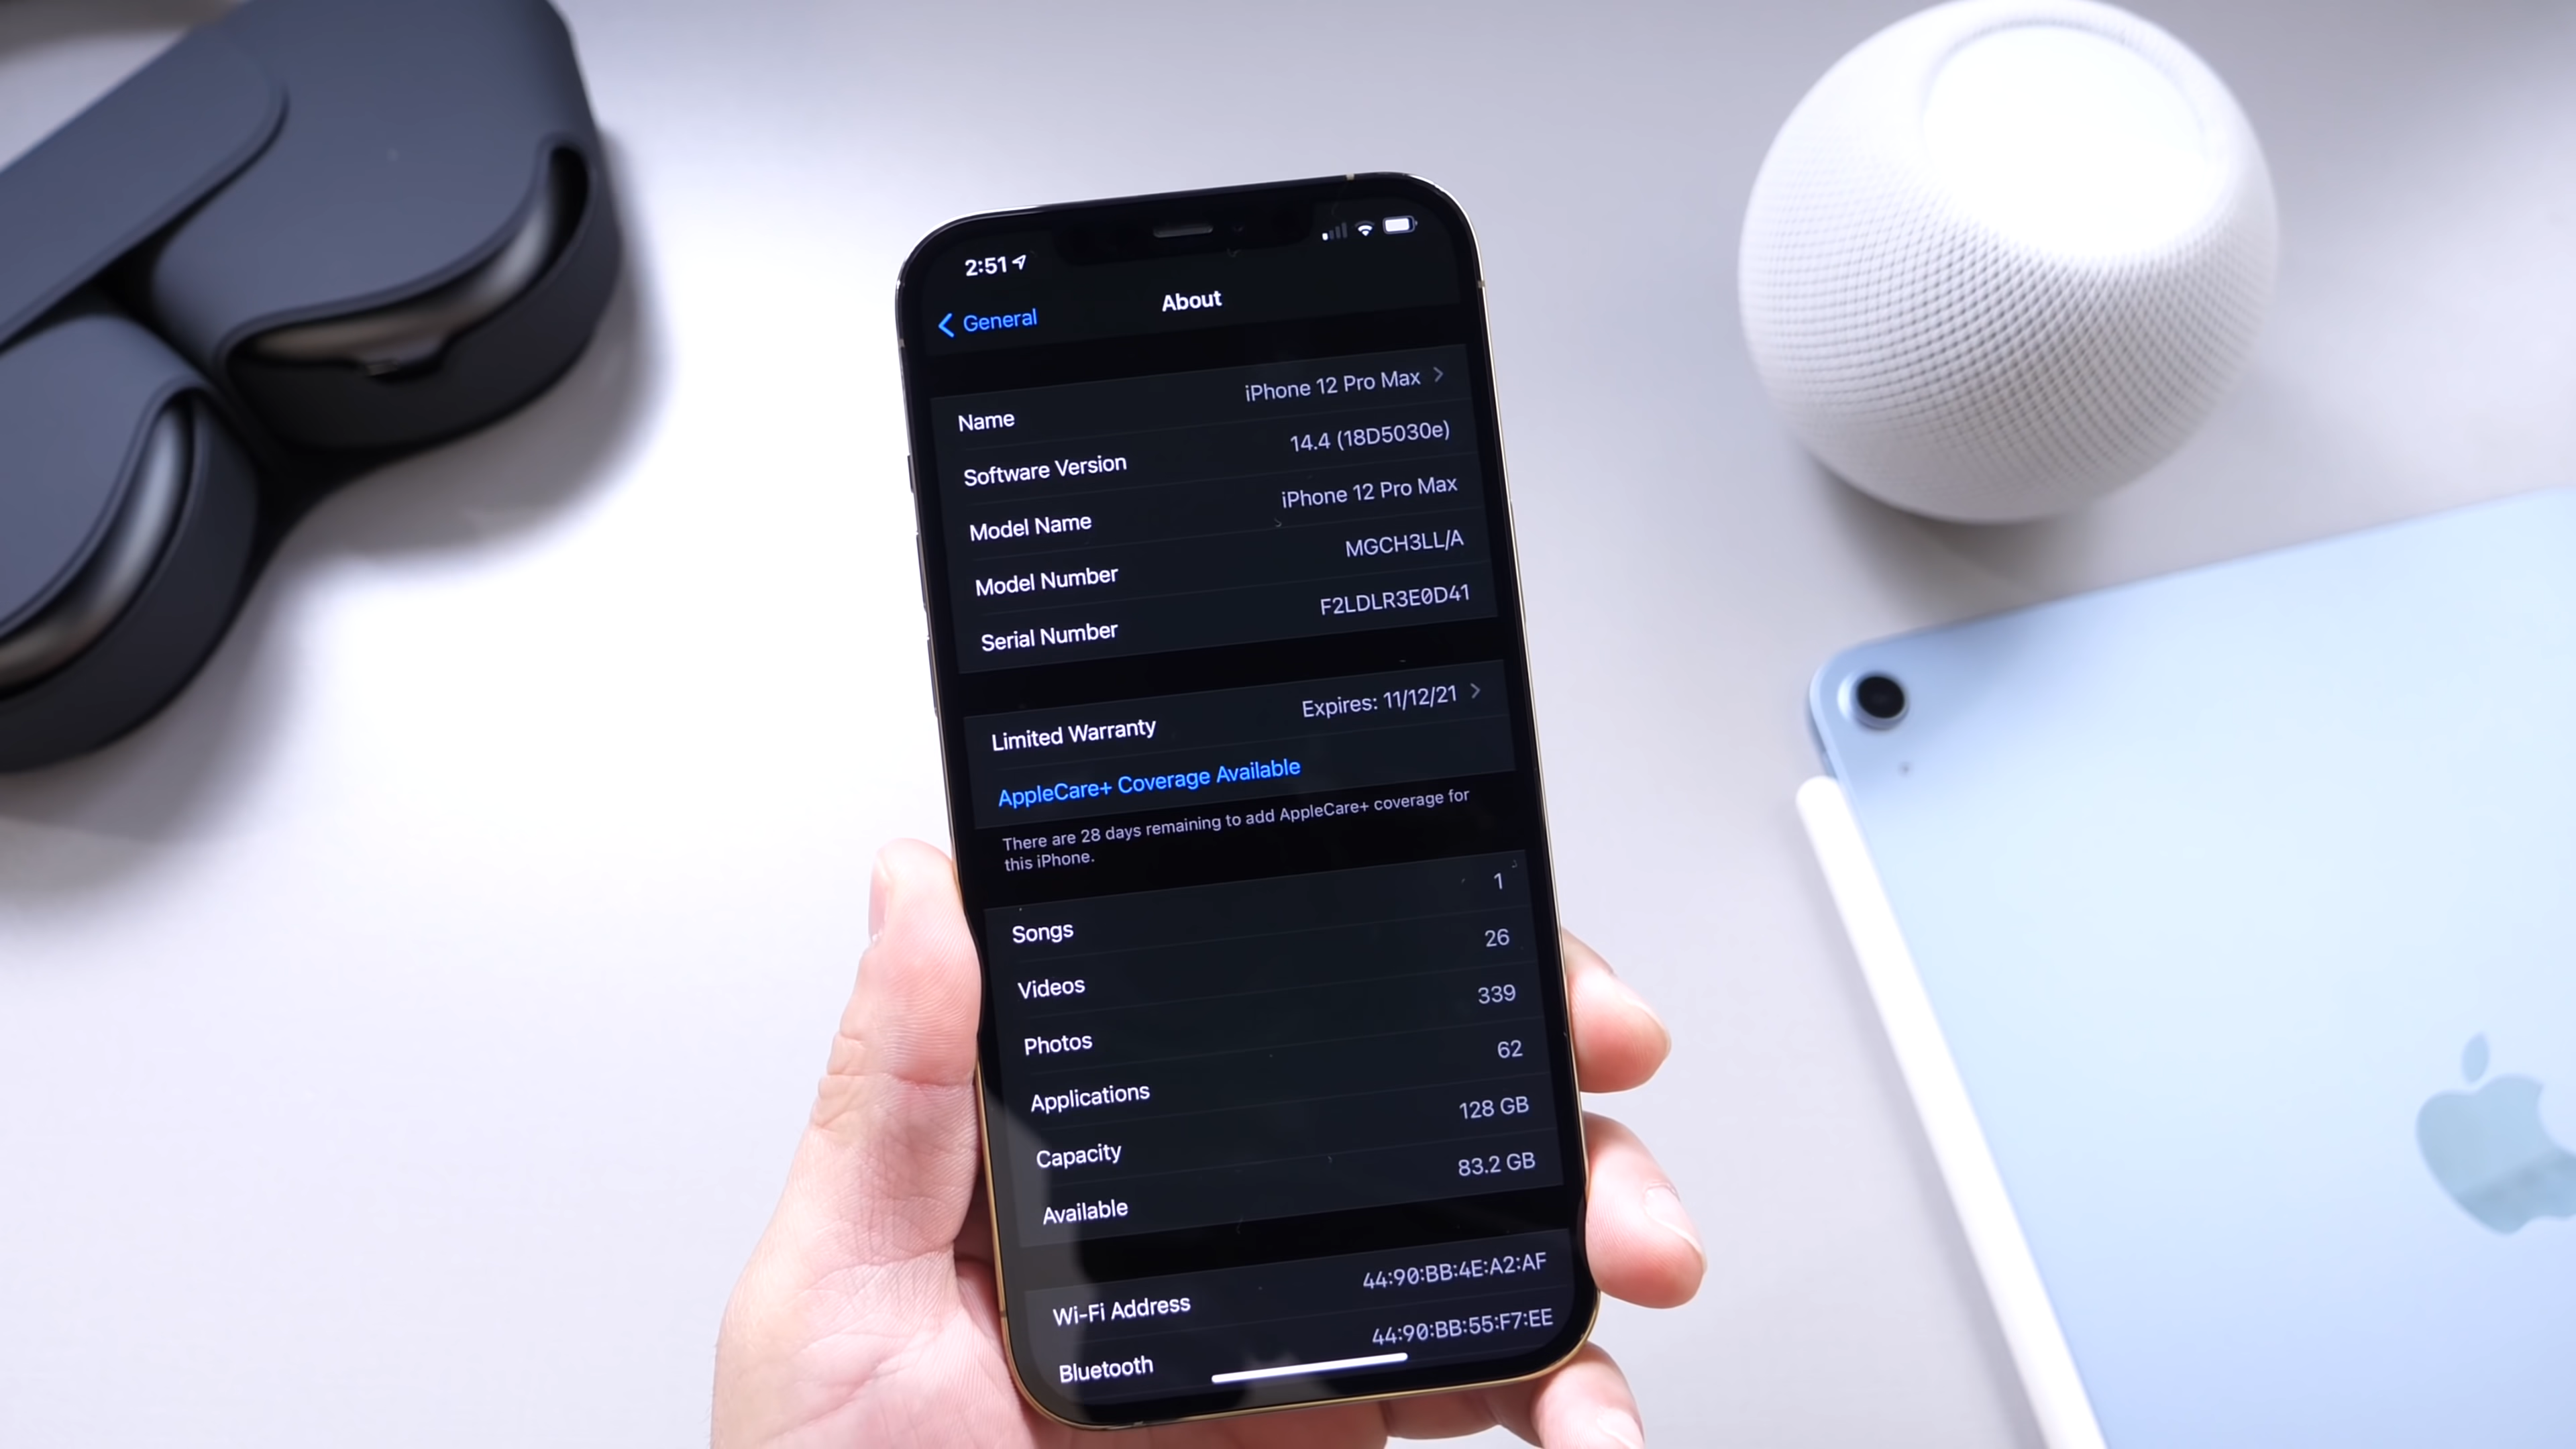 2:51
General
About
Name iPhone 12 Pro Max
Software Version 14.4 (18D5030e)
Model Name iPhone 12 Pro Max
Model Number MGCH3LL/A
Serial Number F2LDLR3E0D41
Limited Warranty Expires: 11/12/21
AppleCare+ Coverage Available
There are 28 days remaining to add AppleCare+ coverage for
this iPhone.
Songs 1
Videos 26
Photos 339
Applications 62
Capacity 128 GB
Available 83.2 GB
Wi-Fi Address 44:90:BB:4E:A2:AF
Bluetooth 44:90:BB:55:F7:EE